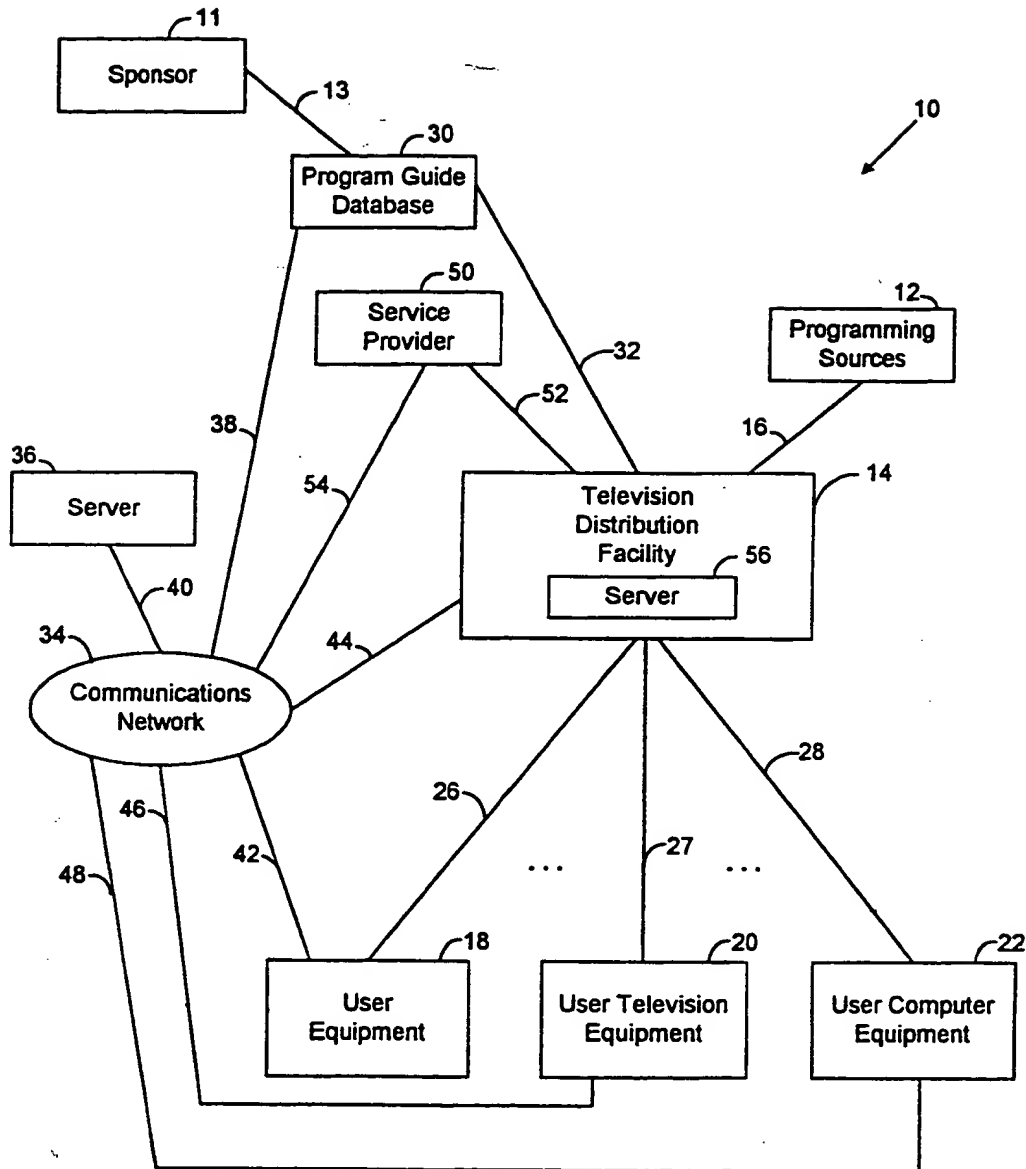 11
Sponsor
13
10
30
Program Guide
Database
50
Service
Provider
12
Programming
Sources
32
52
16
38
36
Server
54
14
Television
Distribution
Facility
56
Server
40
34
44
Communications
Network
28
26
46
42
27
48
... ...
18
User
Equipment
20
User Television
Equipment
22
User Computer
Equipment